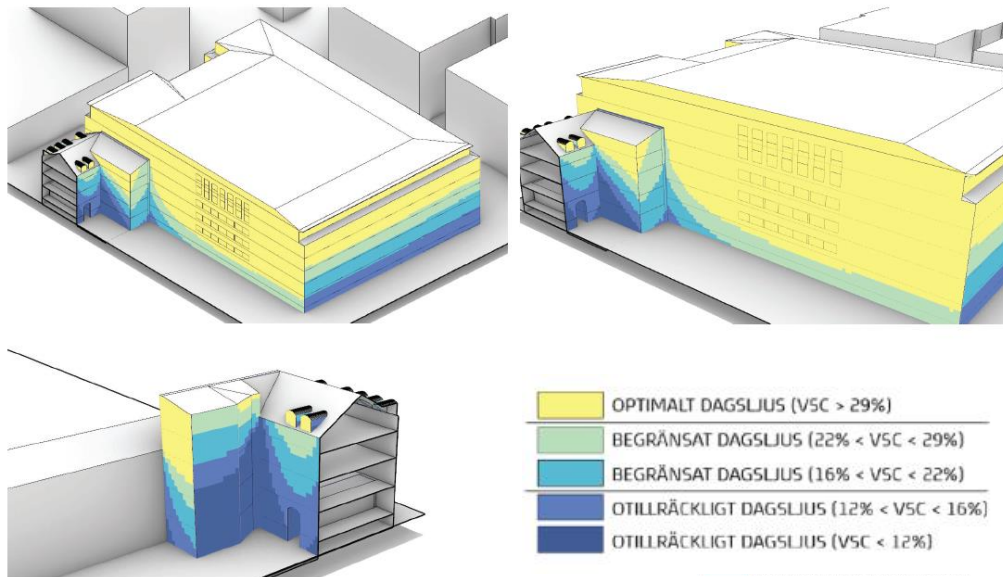 OPTIMALT DAGSLJUS (VSC > 29%)
BEGRÄNSAT DAGSLJUS (22% < VSC < 29%)
BEGRÄNSAT DAGSLJUS (16% < VSC < 22%)
OTILLRÄCKLIGT DAGSLJUS (12% < VSC < 16%)
OTILLRÄCKLIGT DAGSLJUS (VSC < 12%)